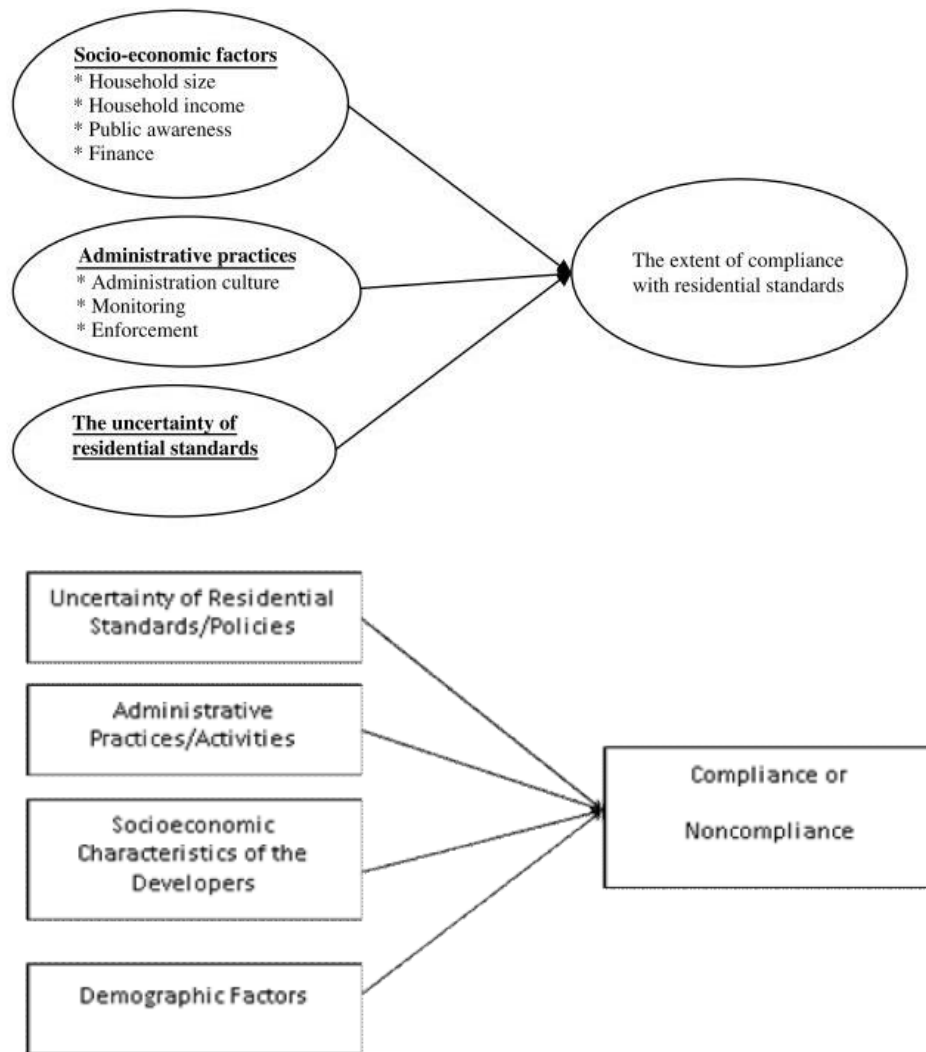 Socio-economic factors
* Household size
* Household income
* Public awareness
* Finance
Administrative practices
* Administration culture
* Monitoring
* Enforcement
The uncertainty of
residential standards
The extent of compliance
with residential standards
Uncertainty of Residential
Standards/Policies
Administrative
Practices/Activities
Socioeconomic
Characteristics of the
Developers
Demographic Factors
Compliance or
Noncompliance